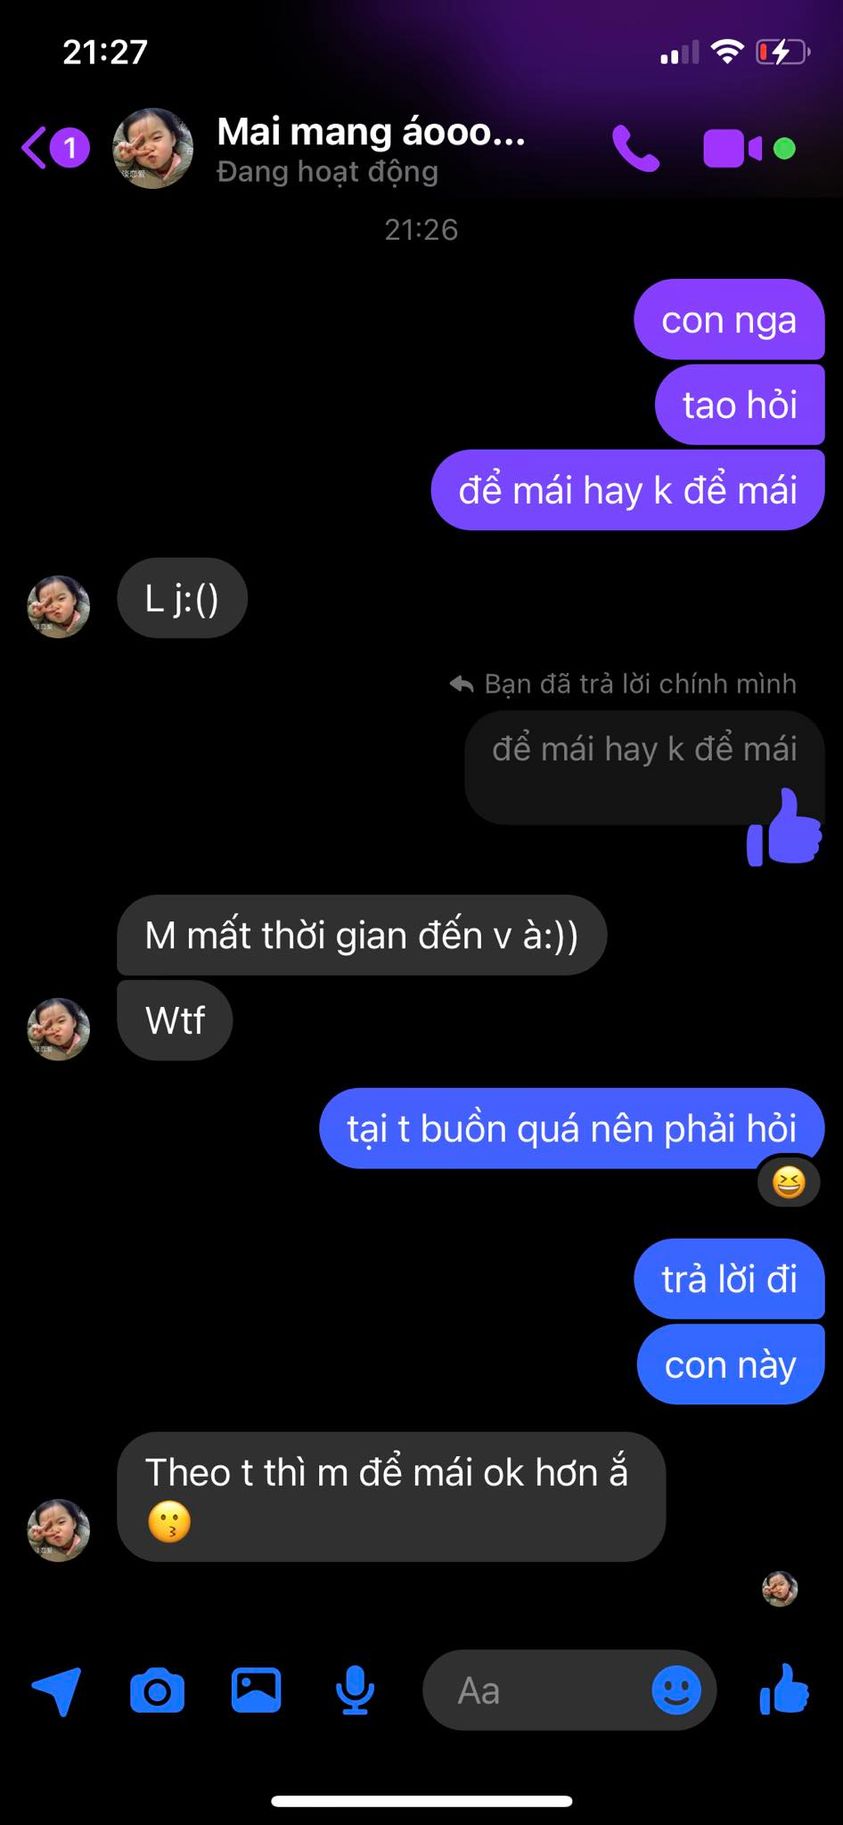 21:27
1
Mai mang áooo...
Đang hoạt động
21:26
con nga
tao hỏi
để mái hay k để mái
L j:()
Bạn đã trả lời chính mình
để mái hay k để mái
M mất thời gian đến v à:))
Wtf
tại t buồn quá nên phải hỏi
trả lời đi
con này
Theo t thì m để mái ok hơn ắ
😗
Aa